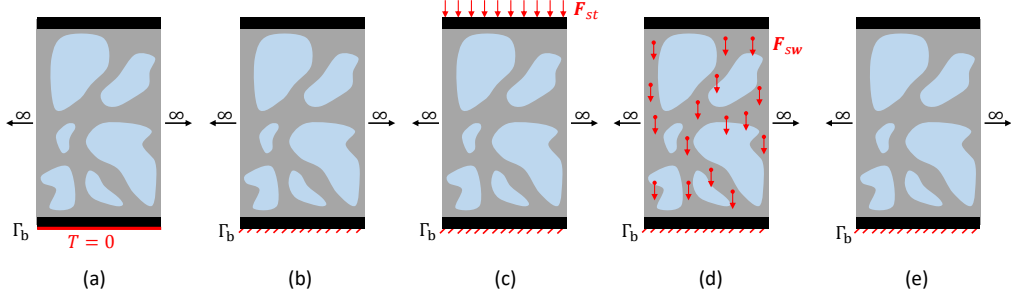 F_st
F_sw
∞ ∞ ∞ ∞ ∞ ∞ ∞ ∞ ∞ ∞
Γ_b Γ_b Γ_b Γ_b Γ_b
T = 0
(a) (b) (c) (d) (e)